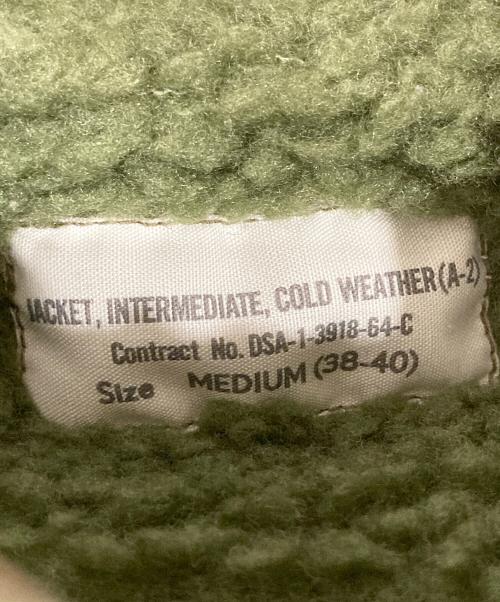 JACKET, INTERMEDIATE, COLD WEATHER (A-2)
Contract No. DSA-1-3918-64-C
Size MEDIUM (38-40)